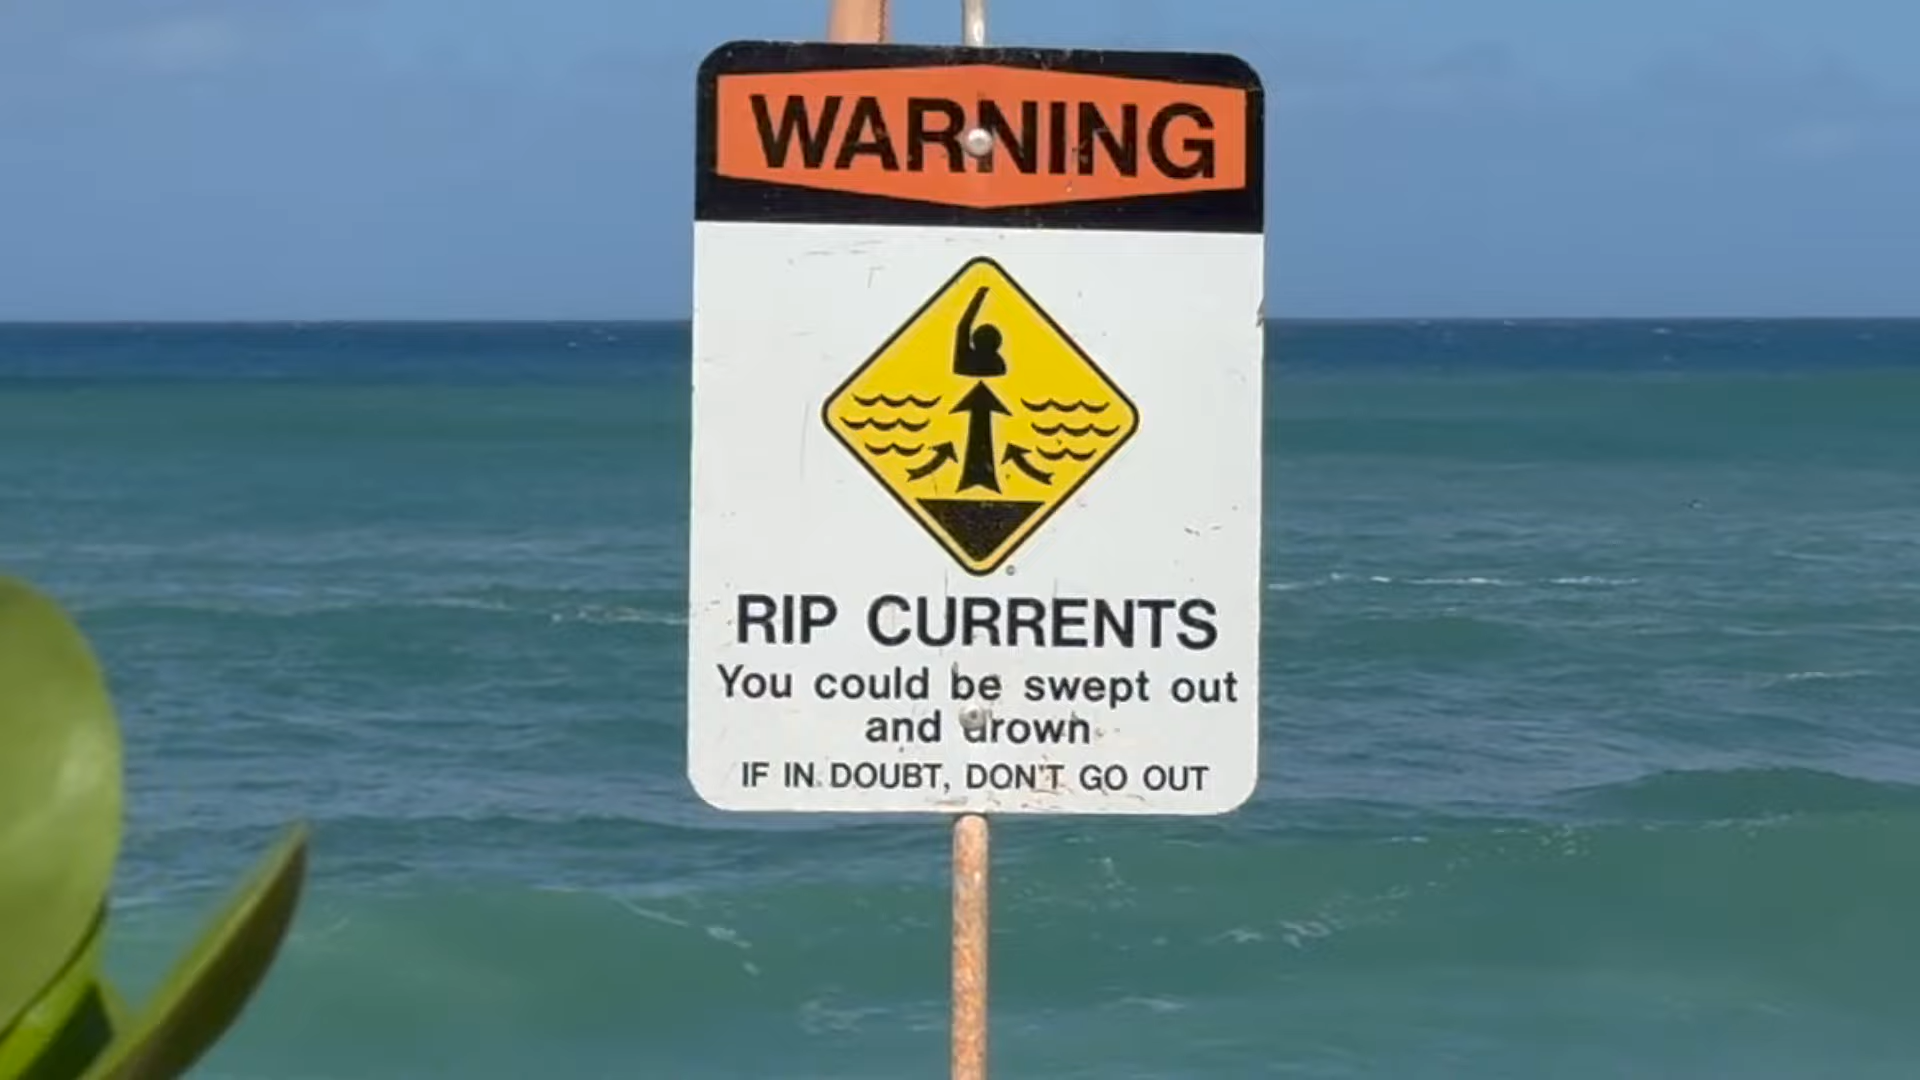 WARNING
RIP CURRENTS
You could be swept out
and drown
IF IN DOUBT, DON'T GO OUT